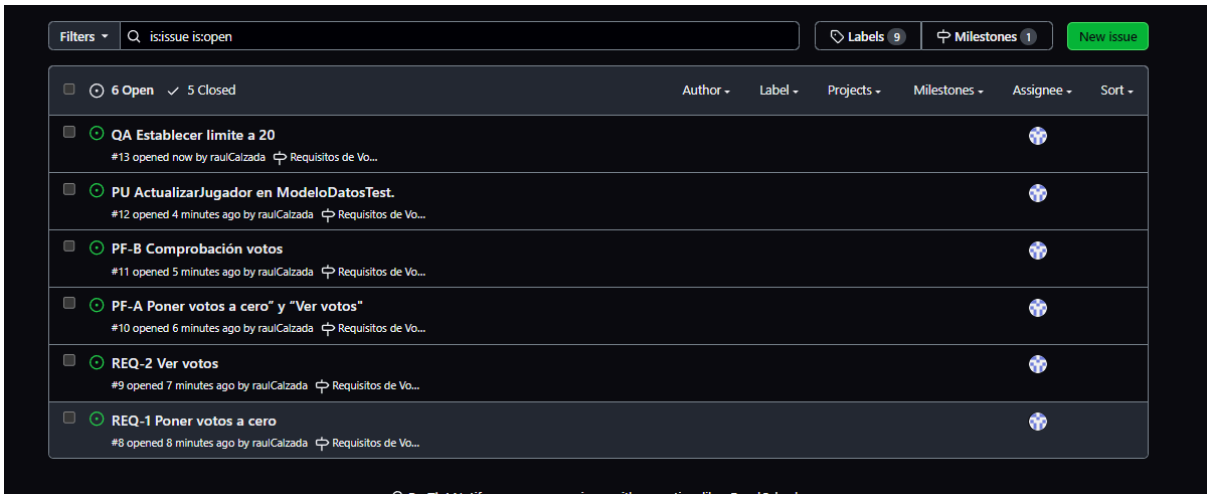 Filters is:issue is:open Labels 9 Milestones 1 New issue
6 Open 5 Closed Author Label Projects Milestones Assignee Sort
QA Establecer limite a 20
#13 opened now by raulCalzada Requisitos de Vo...
PU ActualizarJugador en ModeloDatosTest.
#12 opened 4 minutes ago by raulCalzada Requisitos de Vo...
PF-B Comprobación votos
#11 opened 5 minutes ago by raulCalzada Requisitos de Vo...
PF-A Poner votos a cero” y “Ver votos"
#10 opened 6 minutes ago by raulCalzada Requisitos de Vo...
REQ-2 Ver votos
#9 opened 7 minutes ago by raulCalzada Requisitos de Vo...
REQ-1 Poner votos a cero
#8 opened 8 minutes ago by raulCalzada Requisitos de Vo...